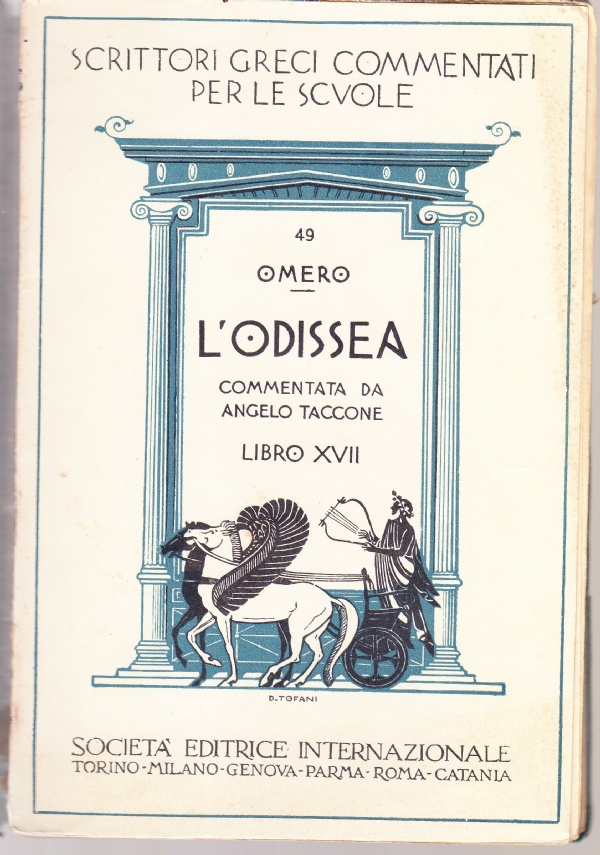 SCRITTORI GRECI COMMENTATI
PER LE SCVOLE
49
OMERO
L'ODISSEA
COMMENTATA DA
ANGELO TACCONE
LIBRO XVII
D-TOFANI
SOCIETÀ EDITRICE INTERNAZIONALE
TORINO-MILANO-GENOVA-PARMA-ROMA-CATANIA